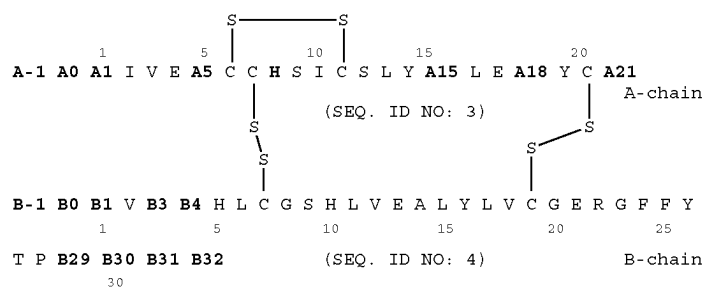 S S
1 5 10 15 20
A-1 A0 A1 I V E A5 C C H S I C S L Y A15 L E A18 Y C A21
A-chain
(SEQ. ID NO: 3)
S S
S S
B-1 B0 B1 V B3 B4 H L C G S H L V E A L Y L V C G E R G F F Y
1 5 10 15 20 25
T P B29 B30 B31 B32 (SEQ. ID NO: 4) B-chain
30